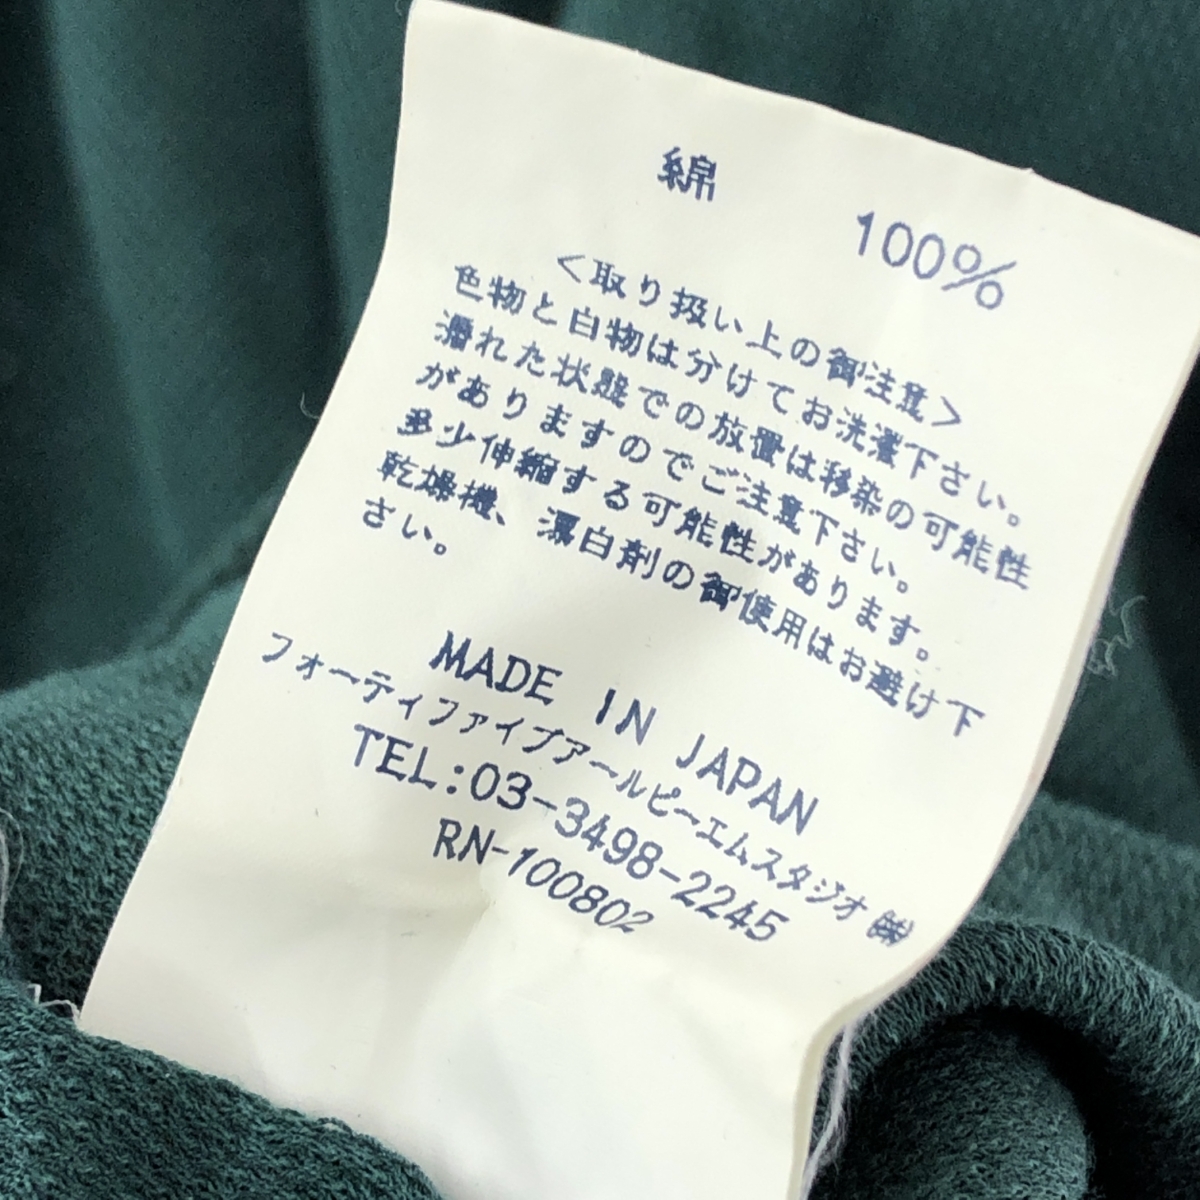 綿 100%
<取り扱い上の御注意>
色物と白物は分けてお洗濯下さい。
濡れた状態での放置は移染の可能性
がありますのでご注意下さい。
多少伸縮する可能性があります。
乾燥機、漂白剤の御使用はお避け下
さい。
MADE IN JAPAN
フォーティファイブアールピーエムスタジオ㈱
TEL:03-3498-2245
RN-100802